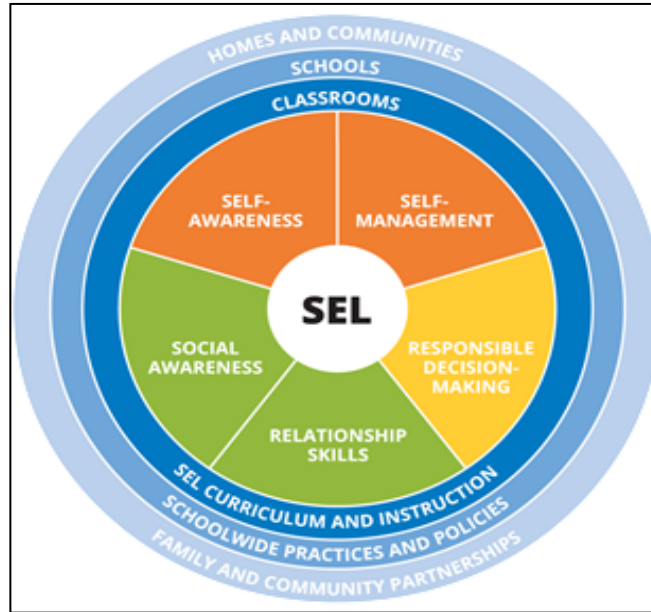 HOMES AND COMMUNITIES
SCHOOLS
CLASSROOMS
SELF-
AWARENESS
SELF-
MANAGEMENT
SEL
SOCIAL
AWARENESS
RESPONSIBLE
DECISION-
MAKING
RELATIONSHIP
SKILLS
SEL CURRICULUM AND INSTRUCTION
SCHOOLWIDE PRACTICES AND POLICIES
FAMILY AND COMMUNITY PARTNERSHIPS